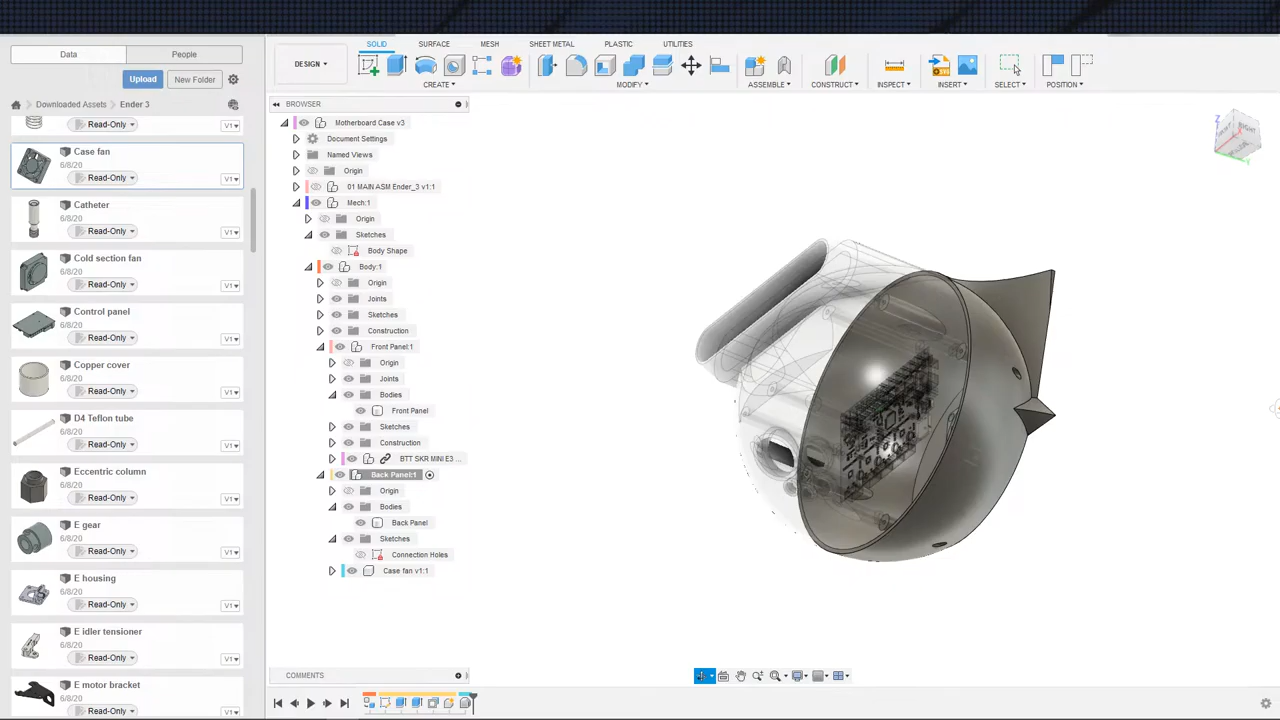 Data People
Upload New Folder
Downloaded Assets Ender 3
Read-Only V1
Case fan
6/8/20
Read-Only V1
Catheter
6/8/20
Read-Only V1
Cold section fan
6/8/20
Read-Only V1
Control panel
6/8/20
Read-Only V1
Copper cover
6/8/20
Read-Only V1
D4 Teflon tube
6/8/20
Read-Only V1
Eccentric column
6/8/20
Read-Only V1
E gear
6/8/20
Read-Only V1
E housing
6/8/20
Read-Only V1
E idler tensioner
6/8/20
Read-Only V1
E motor bracket
6/8/20
Read-Only V1
SOLID SURFACE MESH SHEET METAL PLASTIC UTILITIES
DESIGN
CREATE MODIFY ASSEMBLE CONSTRUCT INSPECT INSERT SELECT POSITION
BROWSER
Motherboard Case v3
Document Settings
Named Views
Origin
01 MAIN ASM Ender_3 v1:1
Mech:1
Origin
Sketches
Body Shape
Body:1
Origin
Joints
Sketches
Construction
Front Panel:1
Origin
Joints
Bodies
Front Panel
Sketches
Construction
BTT SKR MINI E3 ...
Back Panel:1
Origin
Bodies
Back Panel
Sketches
Connection Holes
Case fan v1:1
COMMENTS
Z